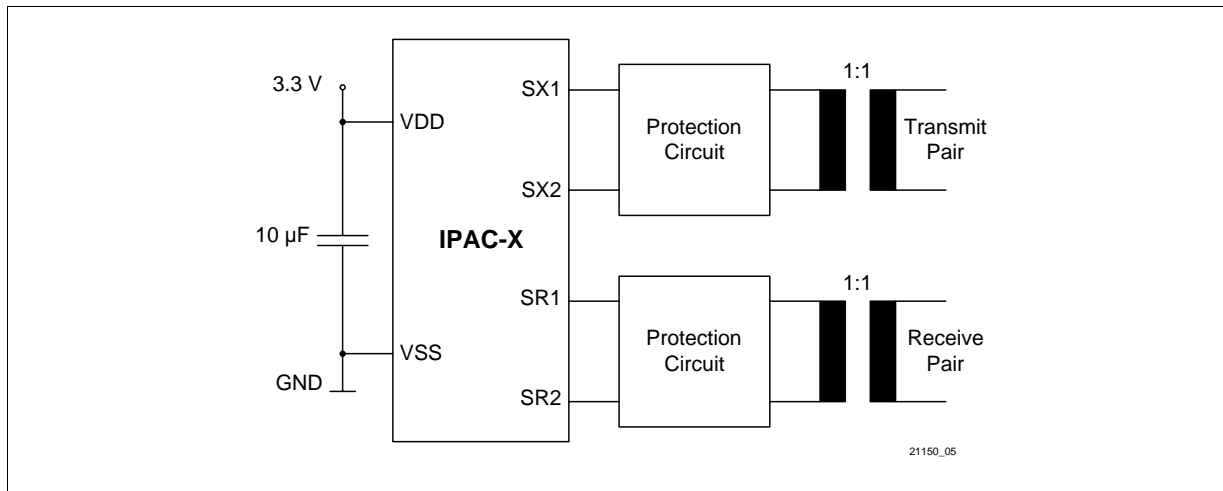 3.3 V
VDD
10 µF
VSS
GND
IPAC-X
SX1
SX2
SR1
SR2
Protection
Circuit
1:1
Transmit
Pair
Protection
Circuit
1:1
Receive
Pair
21150_05